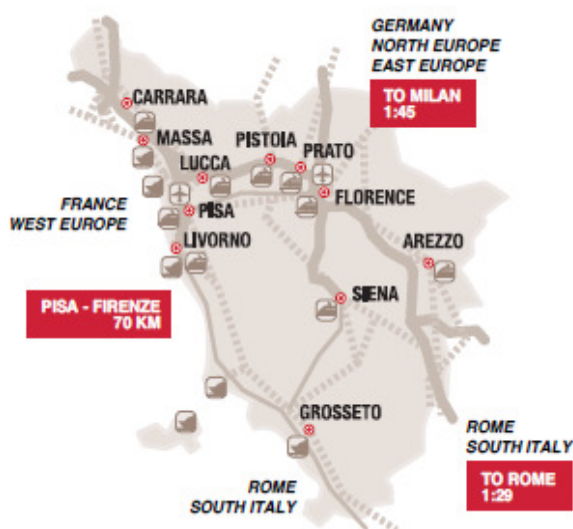 GERMANY
NORTH EUROPE
EAST EUROPE
TO MILAN
1:45
CARRARA
MASSA
PISTOIA
PRATO
LUCCA
FLORENCE
FRANCE
WEST EUROPE
PISA
LIVORNO
AREZZO
PISA - FIRENZE
70 KM
SIENA
GROSSETO
ROME
SOUTH ITALY
TO ROME
1:29
ROME
SOUTH ITALY